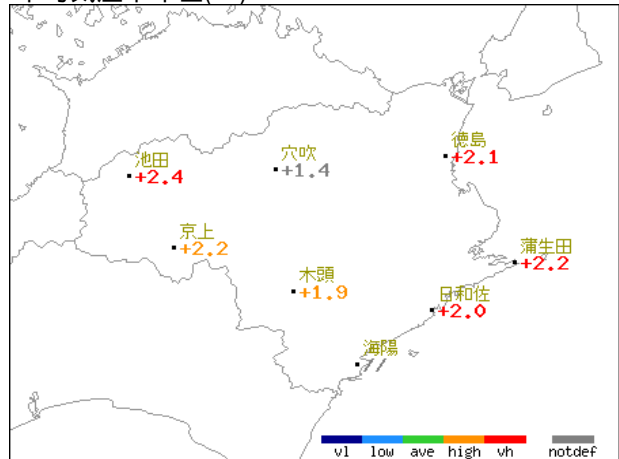 徳島
+2.1
穴吹
+1.4
池田
+2.4
京上
+2.2
蒲生田
+2.2
木頭
+1.9
日和佐
+2.0
海陽
vl low ave high vh notdef